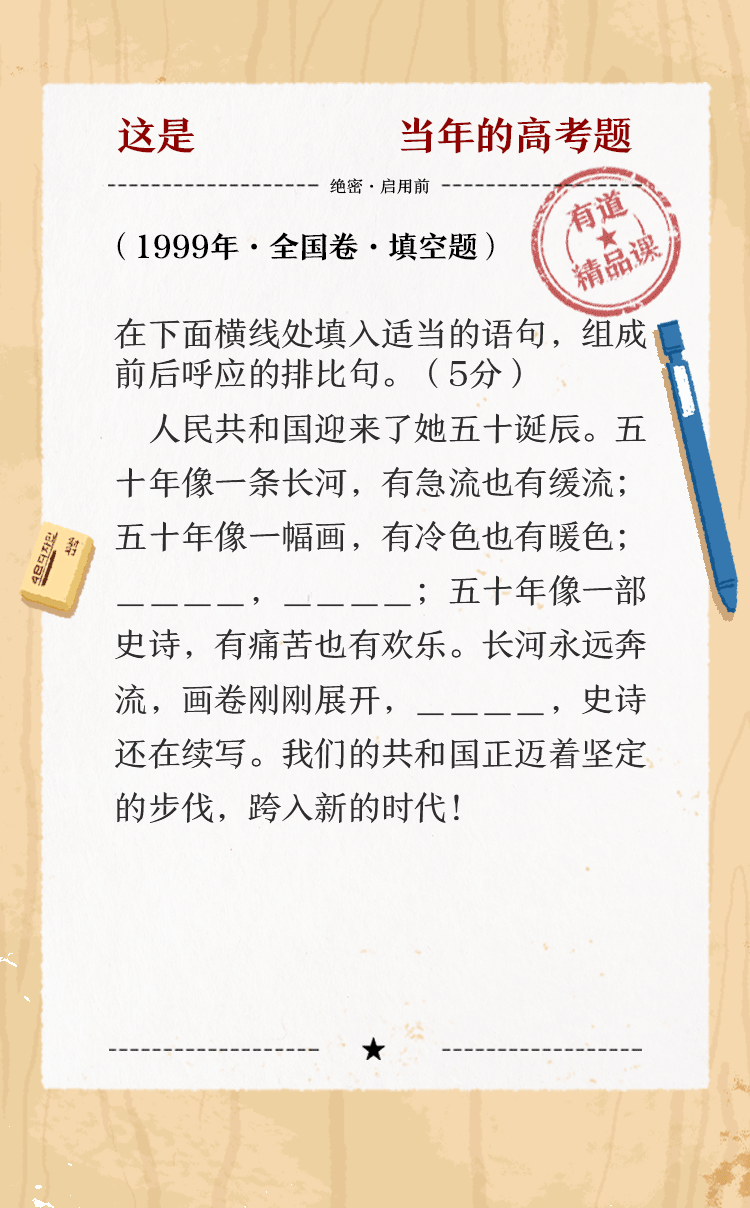 这是 当年的高考题
绝密·启用前
（1999年·全国卷·填空题）
有道
精品课
在下面横线处填入适当的语句，组成
前后呼应的排比句。（5分）
人民共和国迎来了她五十诞辰。五
十年像一条长河，有急流也有缓流；
五十年像一幅画，有冷色也有暖色；
＿＿＿＿，＿＿＿＿；五十年像一部
史诗，有痛苦也有欢乐。长河永远奔
流，画卷刚刚展开，＿＿＿＿，史诗
还在续写。我们的共和国正迈着坚定
的步伐，跨入新的时代！